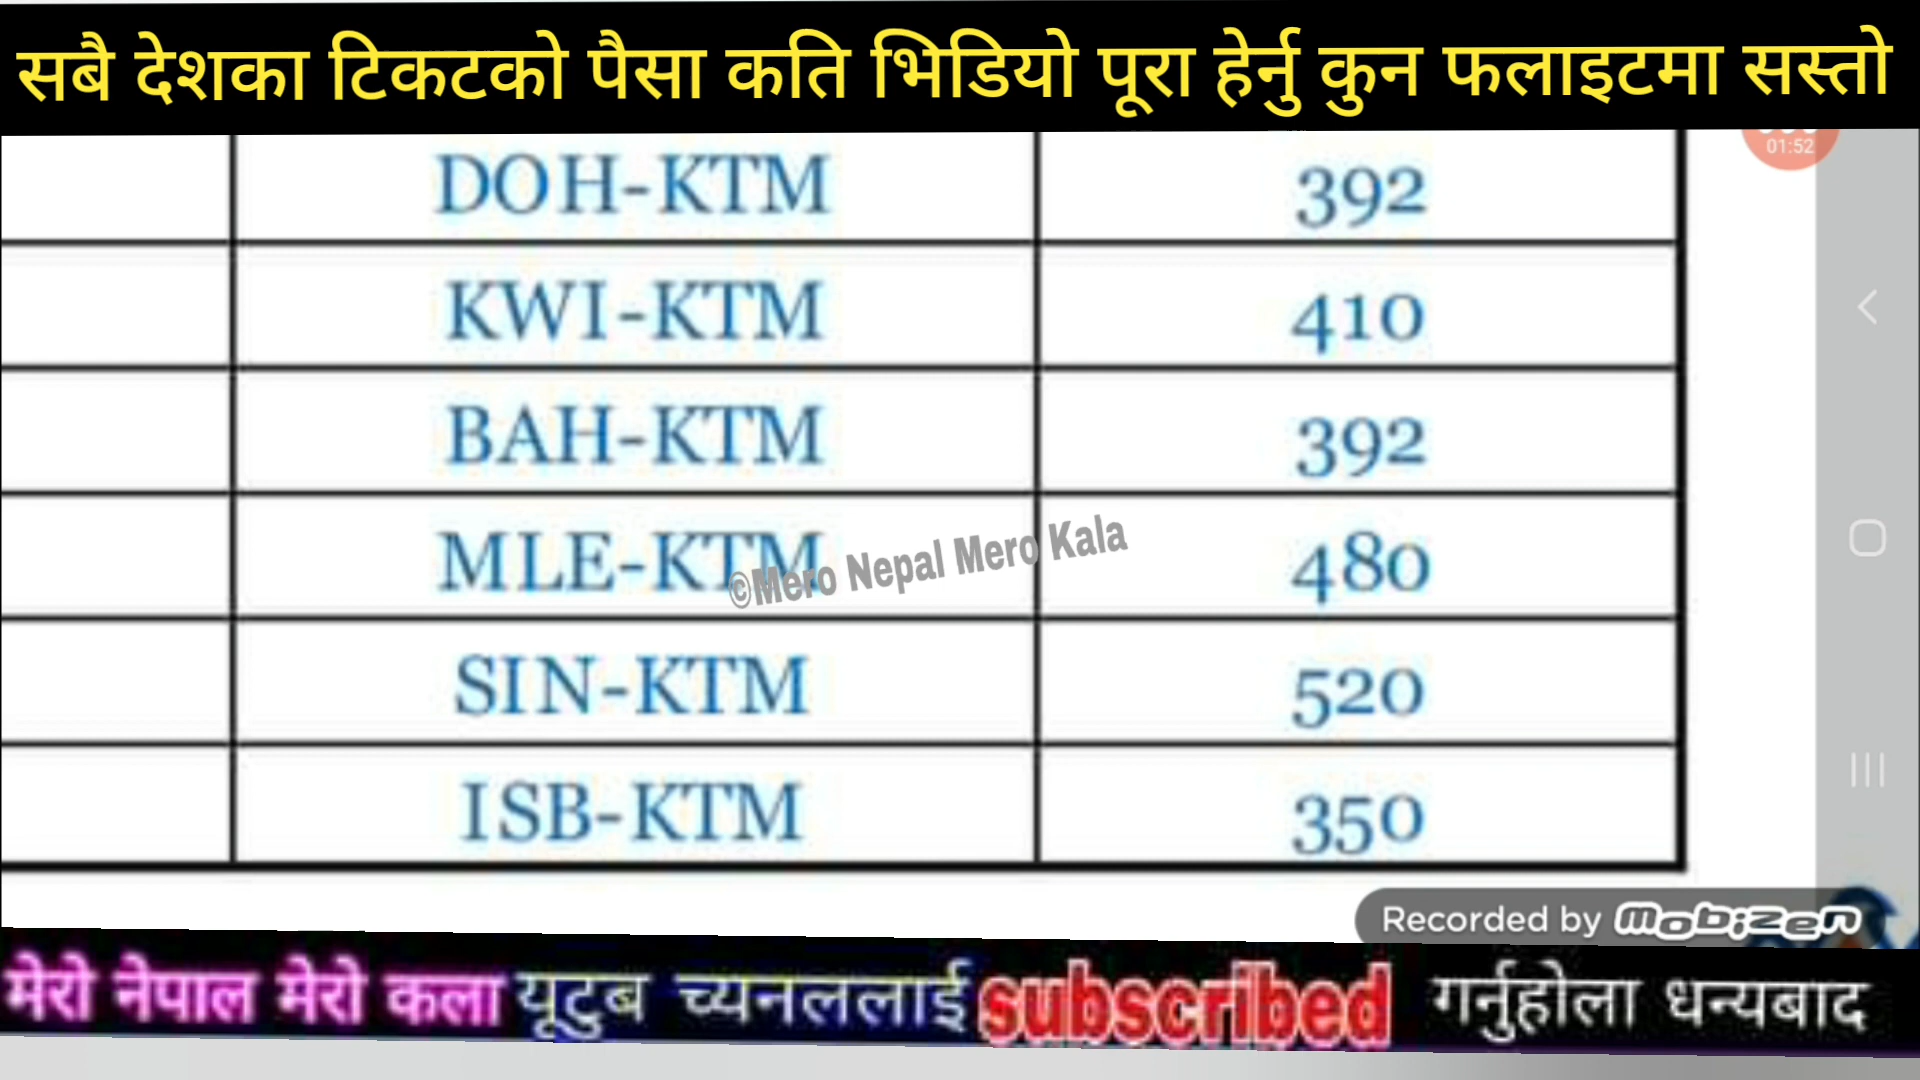 सबै देशका टिकटको पैसा कति भिडियो पूरा हेर्नु कुन फलाइटमा सस्तो
01:52
DOH-KTM 392
KWI-KTM 410
BAH-KTM 392
MLE-KTM 480
©Mero Nepal Mero Kala
SIN-KTM 520
ISB-KTM 350
Recorded by mobizen
मेरो नेपाल मेरो कला यूटुब च्यनललाई subscribed गर्नुहोला धन्यबाद